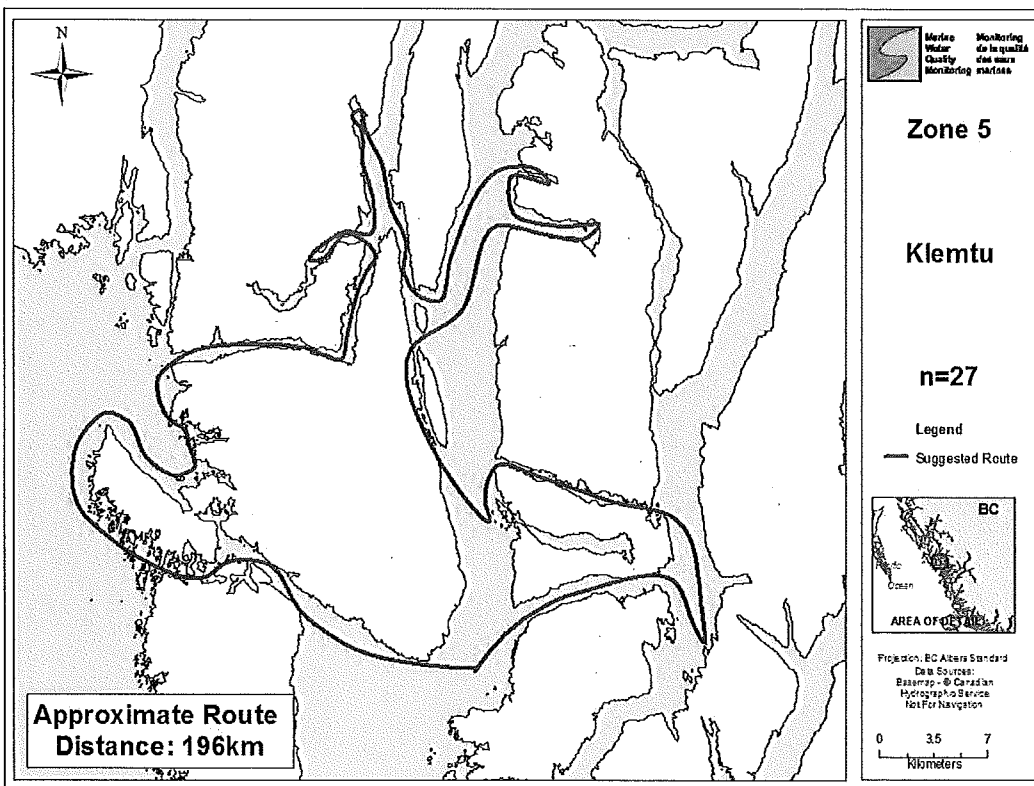 N
Approximate Route
Distance: 196km
Marine Water Quality Monitoring
Monitoring de la qualité des eaux marines
Zone 5
Klemtu
n=27
Legend
Suggested Route
BC
Ocean
AREA OF DETAIL
Projection: BC Albers Standard
Data Sources:
Basemap - © Canadian
Hydrographic Service
Not For Navigation
0 3.5 7
Kilometers